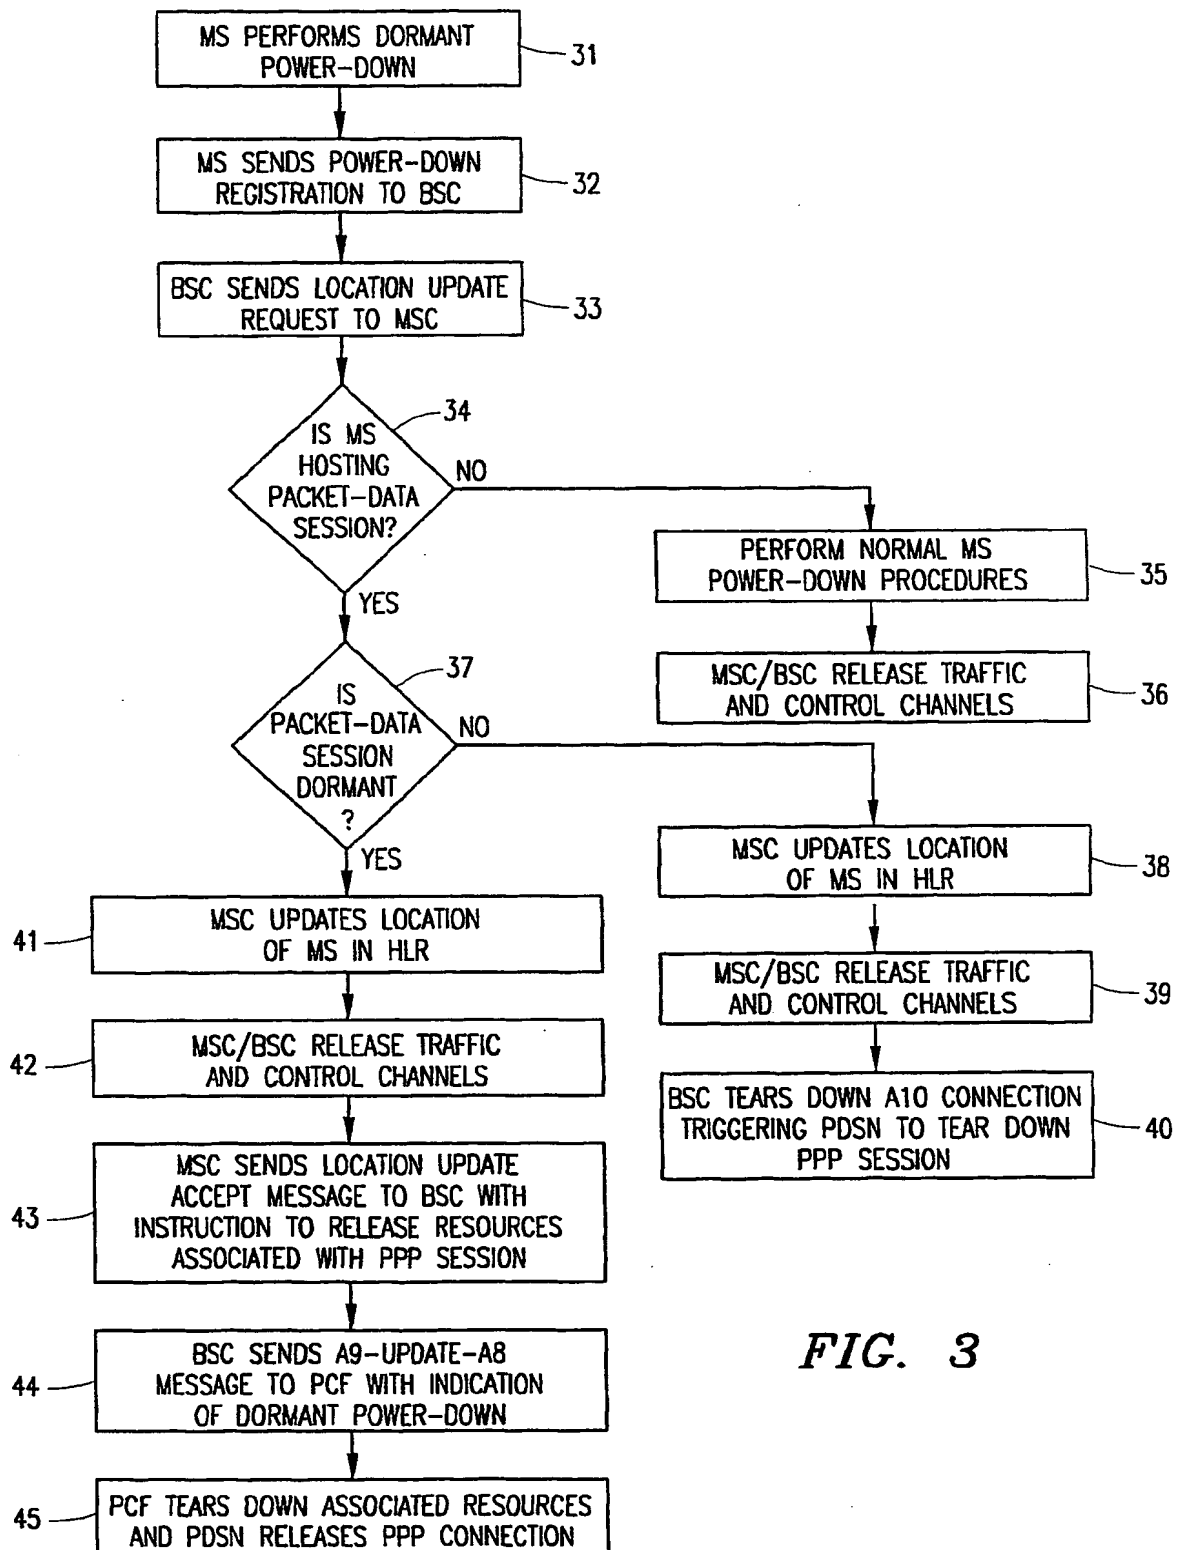 MS PERFORMS DORMANT
POWER-DOWN
31
MS SENDS POWER-DOWN
REGISTRATION TO BSC
32
BSC SENDS LOCATION UPDATE
REQUEST TO MSC
33
34
IS MS
HOSTING
PACKET-DATA
SESSION?
NO
YES
PERFORM NORMAL MS
POWER-DOWN PROCEDURES
35
MSC/BSC RELEASE TRAFFIC
AND CONTROL CHANNELS
36
37
IS
PACKET-DATA
SESSION
DORMANT
?
NO
YES
MSC UPDATES LOCATION
OF MS IN HLR
38
MSC/BSC RELEASE TRAFFIC
AND CONTROL CHANNELS
39
BSC TEARS DOWN A10 CONNECTION
TRIGGERING PDSN TO TEAR DOWN
PPP SESSION
40
41
MSC UPDATES LOCATION
OF MS IN HLR
42
MSC/BSC RELEASE TRAFFIC
AND CONTROL CHANNELS
43
MSC SENDS LOCATION UPDATE
ACCEPT MESSAGE TO BSC WITH
INSTRUCTION TO RELEASE RESOURCES
ASSOCIATED WITH PPP SESSION
44
BSC SENDS A9-UPDATE-A8
MESSAGE TO PCF WITH INDICATION
OF DORMANT POWER-DOWN
45
PCF TEARS DOWN ASSOCIATED RESOURCES
AND PDSN RELEASES PPP CONNECTION
FIG. 3